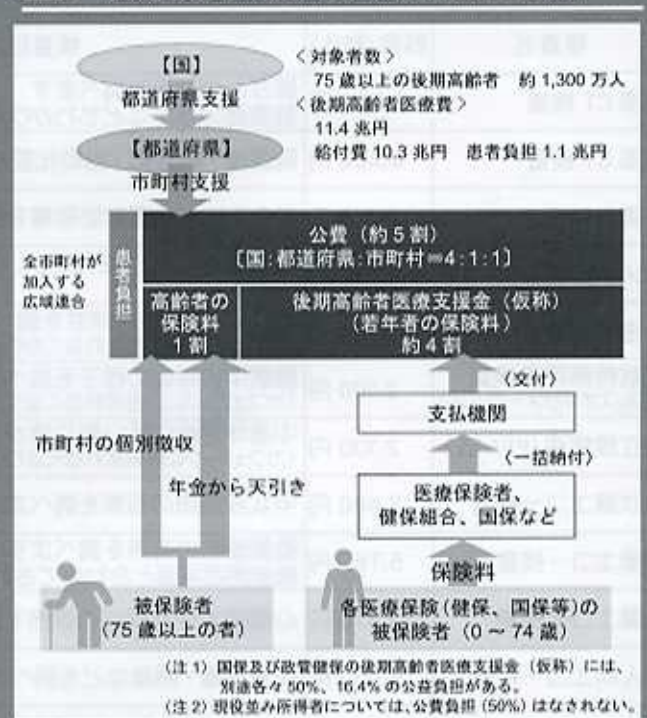 【国】
都道府県支援
【都道府県】
市町村支援
〈対象者数〉
75歳以上の後期高齢者 約1,300万人
〈後期高齢者医療費〉
11.4兆円
給付費10.3兆円 患者負担1.1兆円
全市町村が
加入する
広域連合
患者負担
公費(約5割)
〔国:都道府県:市町村=4:1:1〕
高齢者の
保険料
1割
後期高齢者医療支援金(仮称)
(若年者の保険料)
約4割
〈交付〉
支払機関
〈一括納付〉
医療保険者、
健保組合、国保など
保険料
市町村の個別徴収
年金から天引き
被保険者
(75歳以上の者)
各医療保険(健保、国保等)の
被保険者(0~74歳)
(注1)国保及び政管健保の後期高齢者医療支援金(仮称)には、
別途各々50%、16.4%の公益負担がある。
(注2)現役並み所得者については、公費負担(50%)はなされない。